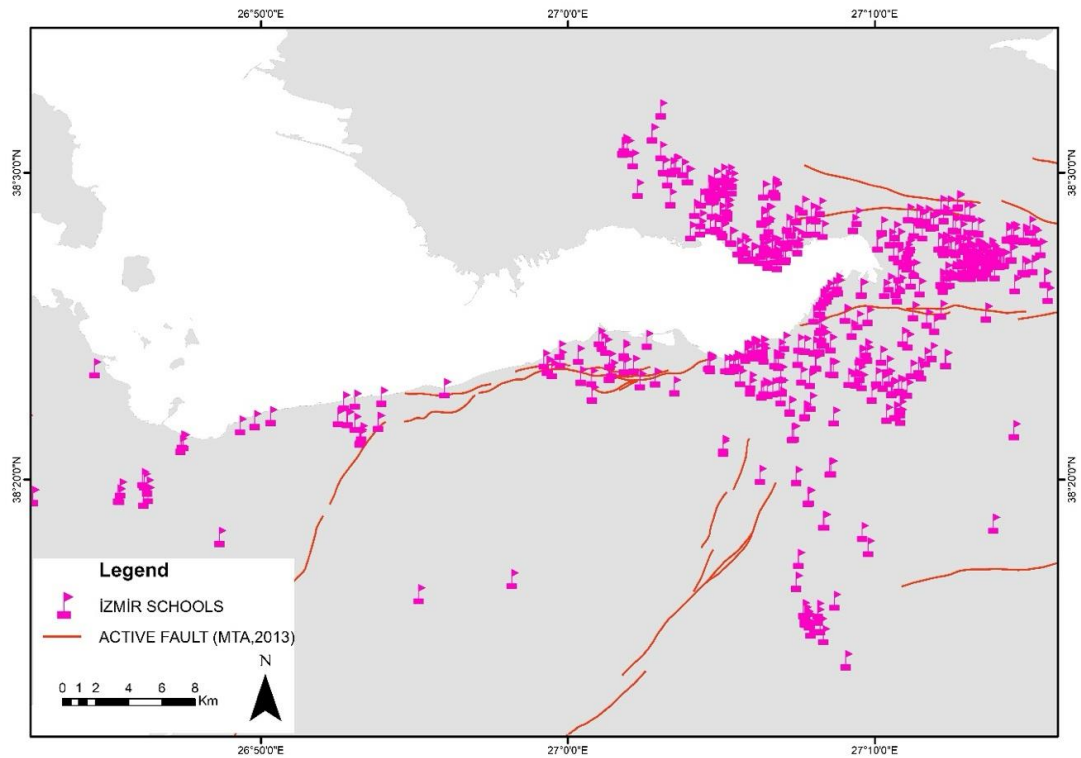 26°50'0"E 27°0'0"E 27°10'0"E
38°30'0"N 38°30'0"N
38°20'0"N 38°20'0"N
Legend
İZMİR SCHOOLS
ACTIVE FAULT (MTA,2013)
N
0 1 2 4 6 8
Km
26°50'0"E 27°0'0"E 27°10'0"E